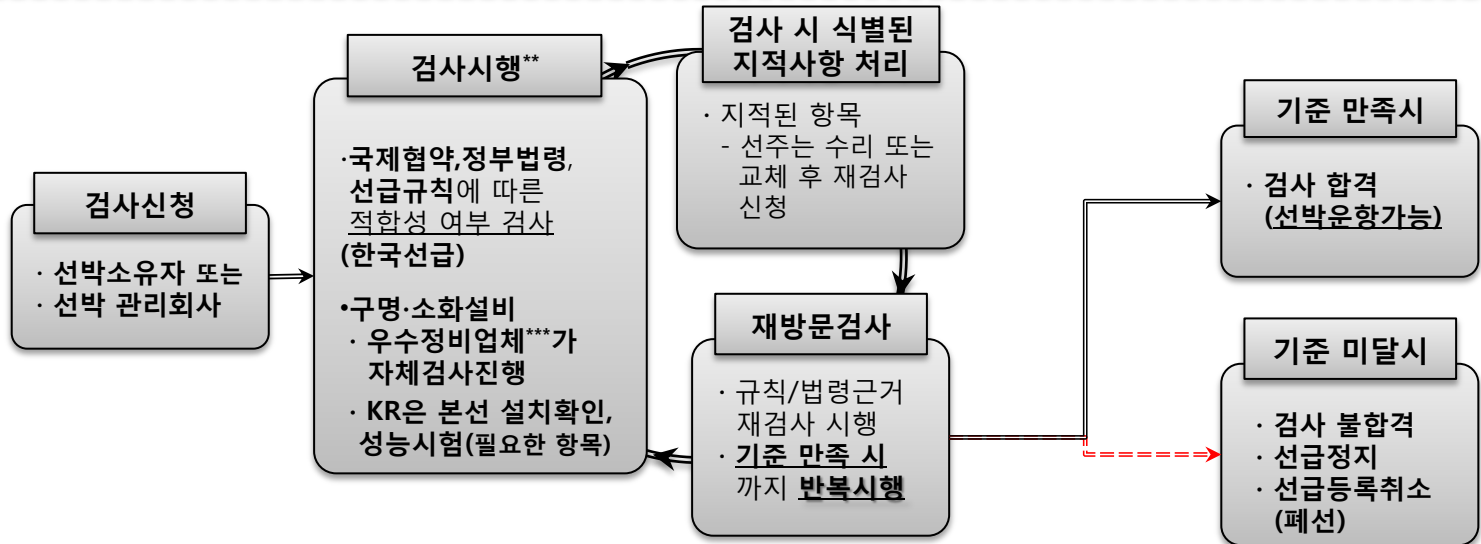 검사신청
· 선박소유자 또는
· 선박 관리회사
검사시행**
·국제협약,정부법령,
선급규칙에 따른
적합성 여부 검사
(한국선급)
•구명·소화설비
· 우수정비업체***가
자체검사진행
· KR은 본선 설치확인,
성능시험(필요한 항목)
검사 시 식별된
지적사항 처리
· 지적된 항목
- 선주는 수리 또는
교체 후 재검사
신청
재방문검사
· 규칙/법령근거
재검사 시행
· 기준 만족 시
까지 반복시행
기준 만족시
· 검사 합격
(선박운항가능)
기준 미달시
· 검사 불합격
· 선급정지
· 선급등록취소
(폐선)